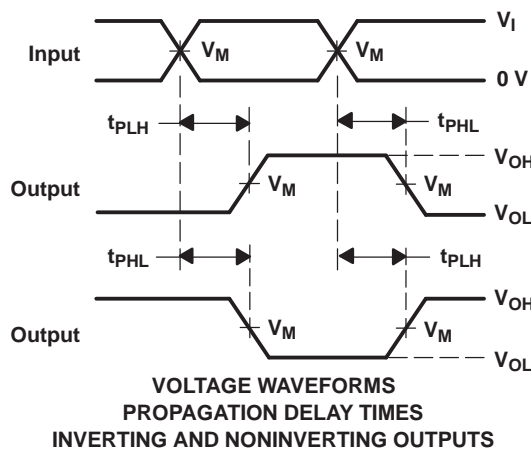 V_I
Input
V_M
V_M
0 V
t_PLH
t_PHL
V_OH
Output
V_M
V_M
V_OL
t_PHL
t_PLH
V_OH
Output
V_M
V_M
V_OL
VOLTAGE WAVEFORMS
PROPAGATION DELAY TIMES
INVERTING AND NONINVERTING OUTPUTS